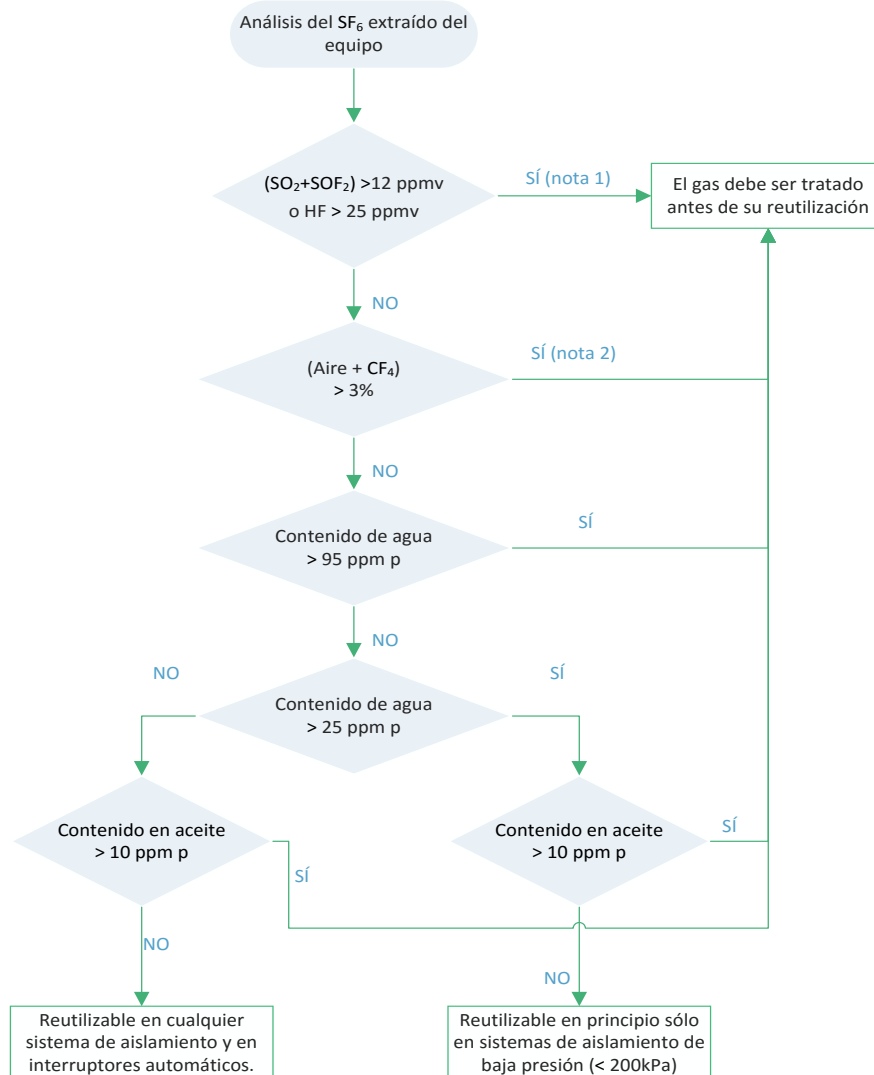 Análisis del SF₆ extraído del
equipo
(SO₂+SOF₂) >12 ppmv
o HF > 25 ppmv
SÍ (nota 1)
El gas debe ser tratado
antes de su reutilización
NO
(Aire + CF₄)
> 3%
SÍ (nota 2)
NO
Contenido de agua
> 95 ppm p
SÍ
NO
NO
SÍ
Contenido de agua
> 25 ppm p
Contenido en aceite
> 10 ppm p
SÍ
Contenido en aceite
> 10 ppm p
SÍ
NO
NO
Reutilizable en cualquier
sistema de aislamiento y en
interruptores automáticos.
Reutilizable en principio sólo
en sistemas de aislamiento de
baja presión (< 200kPa)